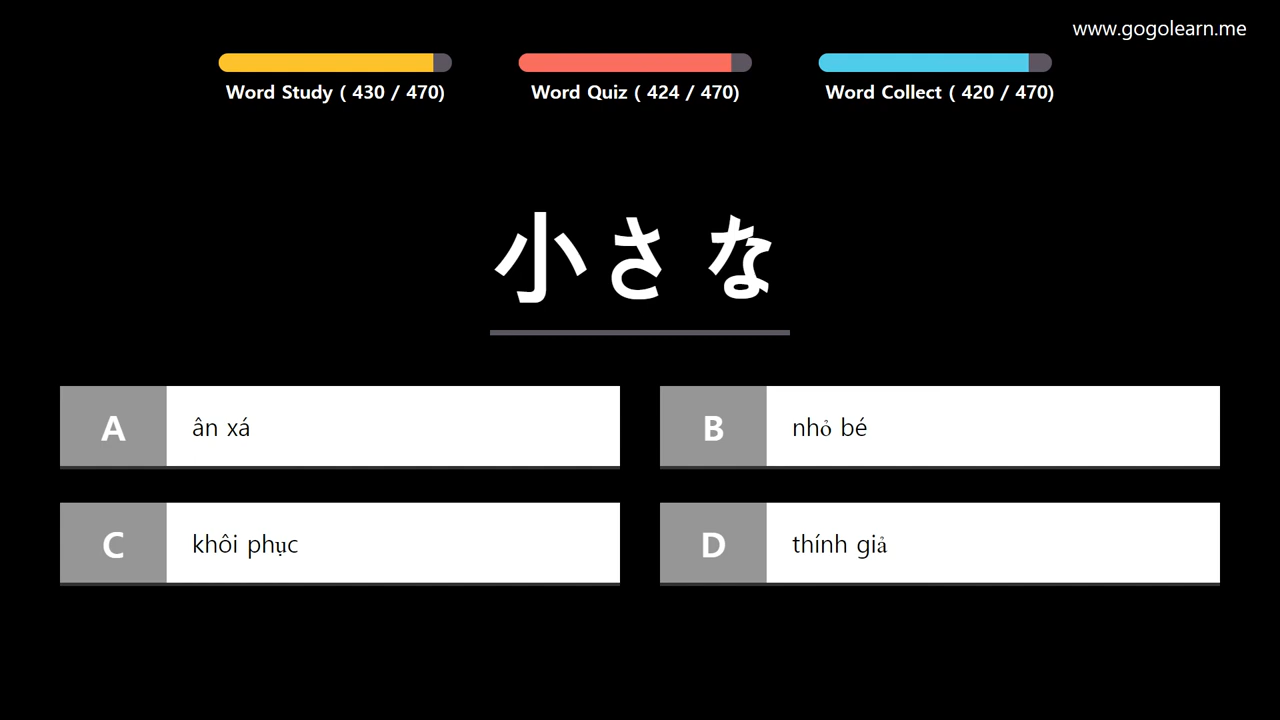 www.gogolearn.me
Word Study ( 430 / 470)
Word Quiz ( 424 / 470)
Word Collect ( 420 / 470)
小さな
A ân xá
B nhỏ bé
C khôi phục
D thính giả